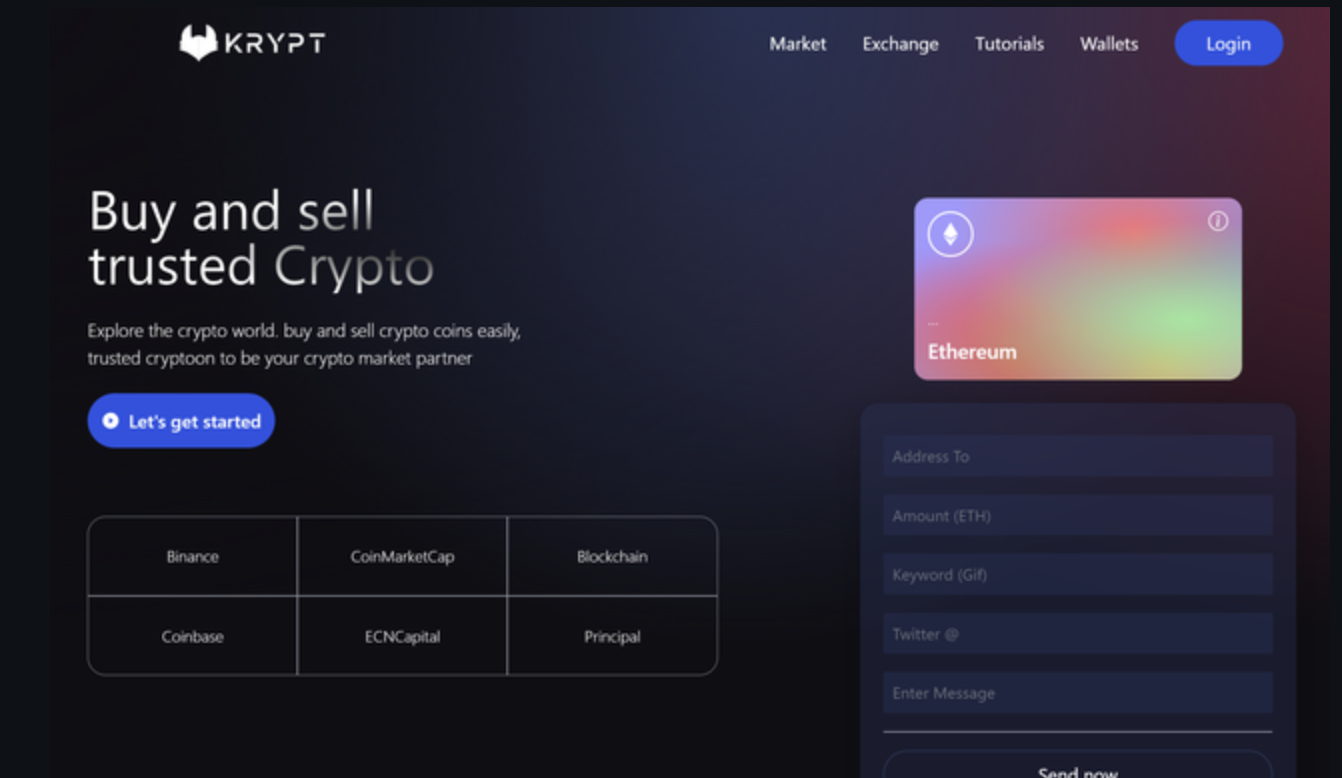 KRYPT
Market Exchange Tutorials Wallets Login
Buy and sell
trusted Crypto
Explore the crypto world. buy and sell crypto coins easily,
trusted cryptoon to be your crypto market partner
Let's get started
Binance CoinMarketCap Blockchain
Coinbase ECNCapital Principal
i
...
Ethereum
Address To
Amount (ETH)
Keyword (Gif)
Twitter @
Enter Message
Send now